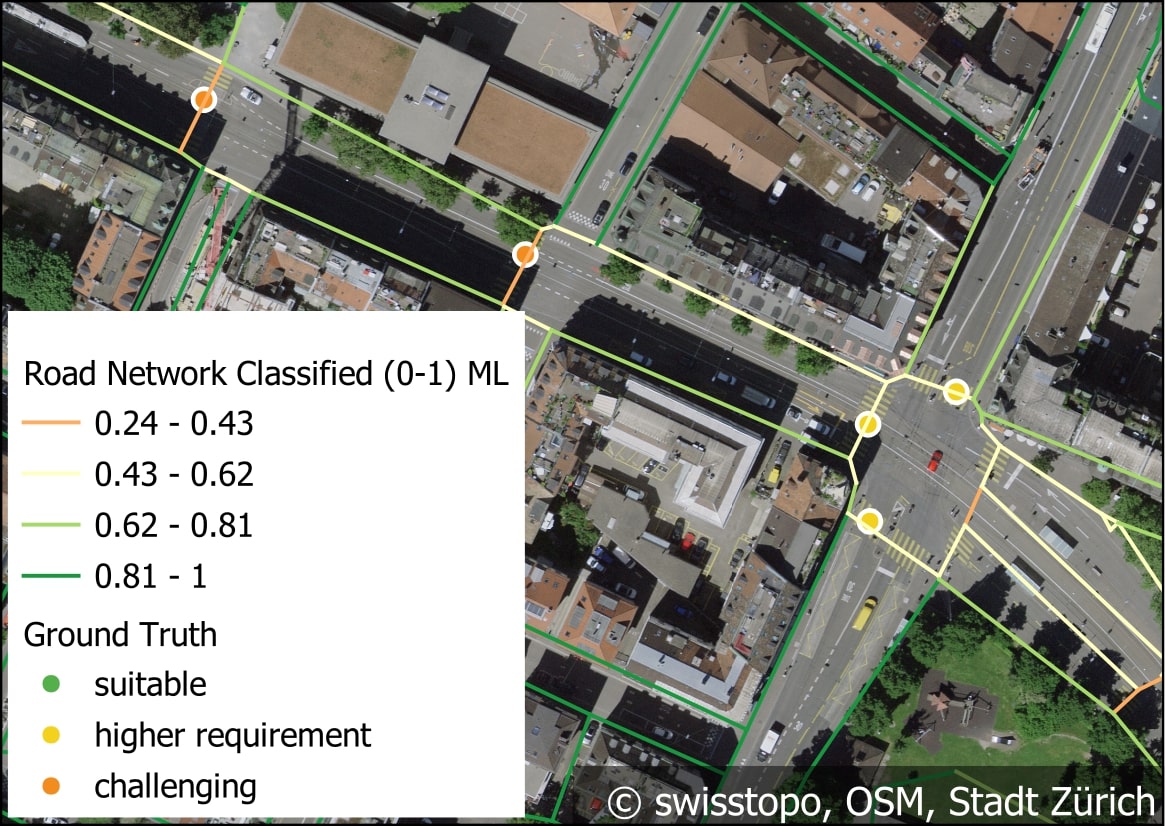 Road Network Classified (0-1) ML
0.24 - 0.43
0.43 - 0.62
0.62 - 0.81
0.81 - 1
Ground Truth
suitable
higher requirement
challenging
© swisstopo, OSM, Stadt Zürich